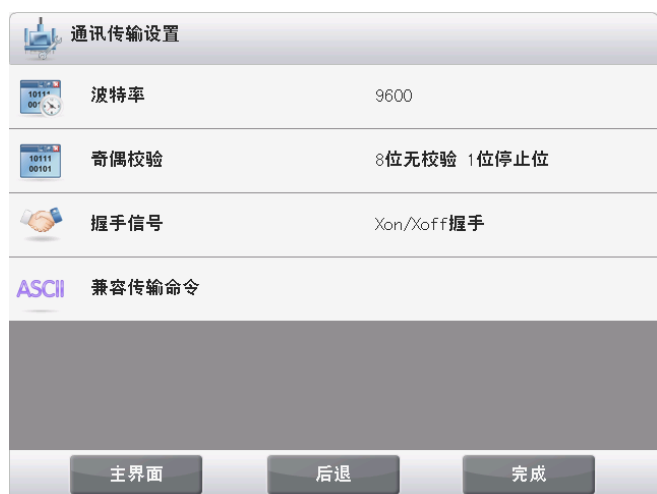 通讯传输设置
波特率 9600
奇偶校验 8位无校验 1位停止位
握手信号 Xon/Xoff握手
ASCII 兼容传输命令
主界面 后退 完成